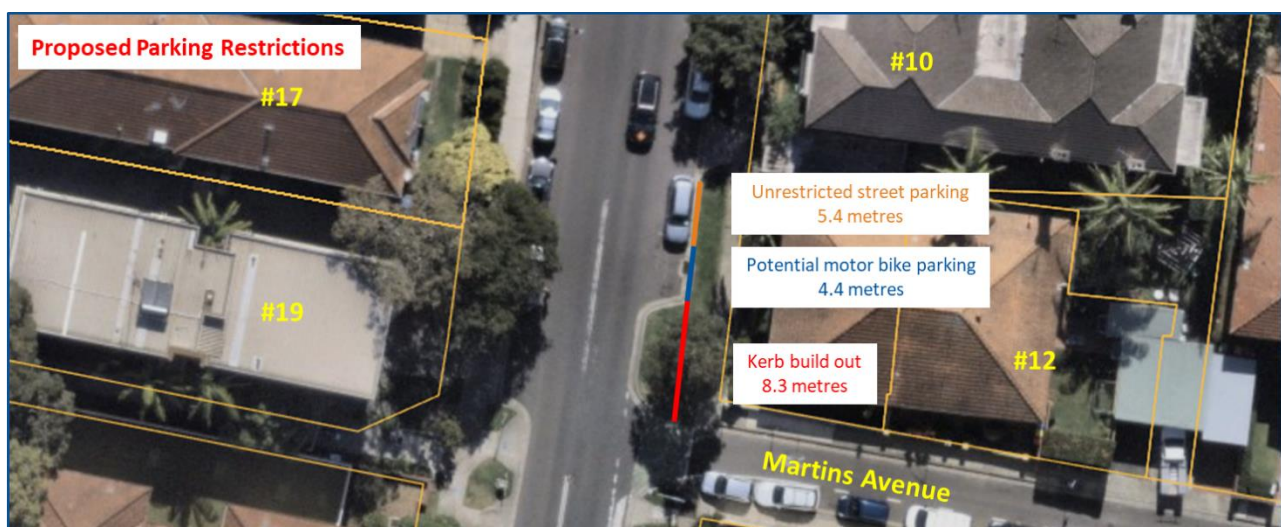 Proposed Parking Restrictions
#17
#10
Unrestricted street parking
5.4 metres
Potential motor bike parking
4.4 metres
#19
Kerb build out
8.3 metres
#12
Martins Avenue